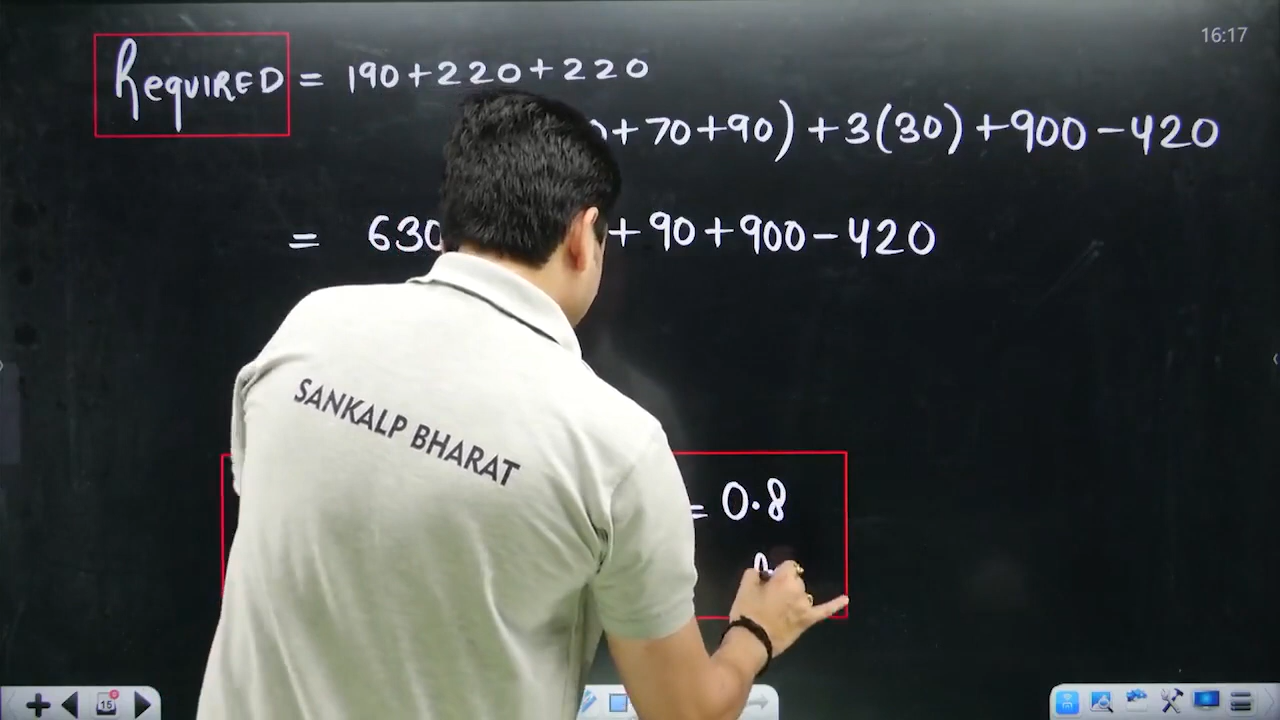 16:17
REQUIRED = 190+220+220
+70+90) +3(30) +900-420
= 630 +90+900-420
SANKALP BHARAT
= 0.8
15